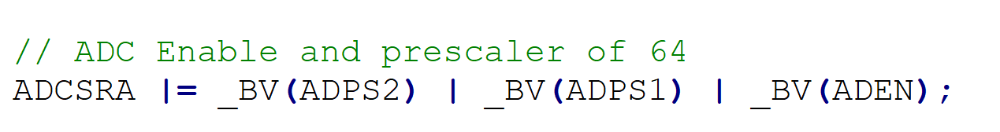 // ADC Enable and prescaler of 64
ADCSRA |= _BV(ADPS2) | _BV(ADPS1) | _BV(ADEN);